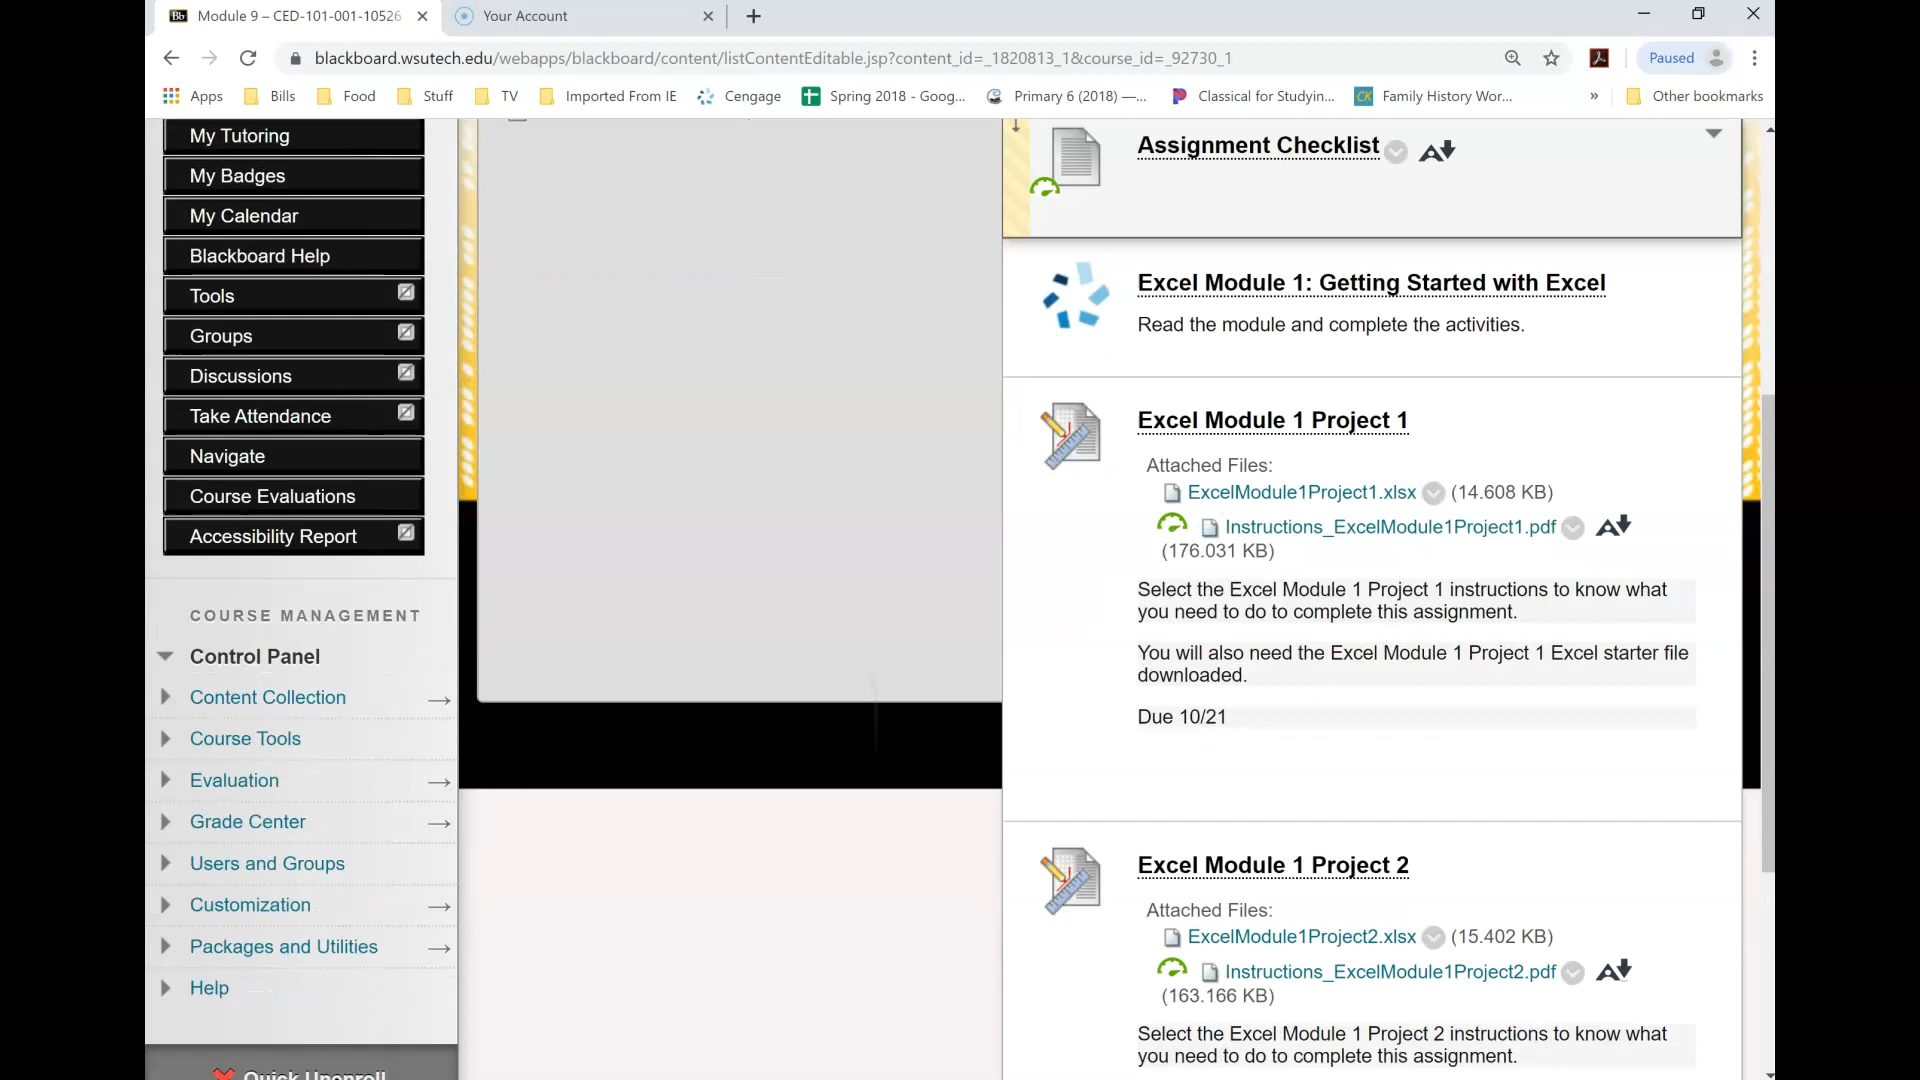 Bb Module 9 – CED-101-001-10526
Your Account
blackboard.wsutech.edu/webapps/blackboard/content/listContentEditable.jsp?content_id=_1820813_1&course_id=_92730_1
Paused
Apps Bills Food Stuff TV Imported From IE Cengage Spring 2018 - Goog... Primary 6 (2018) —... Classical for Studyin... CK Family History Wor... » Other bookmarks
My Tutoring
My Badges
My Calendar
Blackboard Help
Tools
Groups
Discussions
Take Attendance
Navigate
Course Evaluations
Accessibility Report
COURSE MANAGEMENT
Control Panel
Content Collection
Course Tools
Evaluation
Grade Center
Users and Groups
Customization
Packages and Utilities
Help
Quick Unenroll
Assignment Checklist
Excel Module 1: Getting Started with Excel
Read the module and complete the activities.
Excel Module 1 Project 1
Attached Files:
ExcelModule1Project1.xlsx (14.608 KB)
Instructions_ExcelModule1Project1.pdf
(176.031 KB)
Select the Excel Module 1 Project 1 instructions to know what
you need to do to complete this assignment.
You will also need the Excel Module 1 Project 1 Excel starter file
downloaded.
Due 10/21
Excel Module 1 Project 2
Attached Files:
ExcelModule1Project2.xlsx (15.402 KB)
Instructions_ExcelModule1Project2.pdf
(163.166 KB)
Select the Excel Module 1 Project 2 instructions to know what
you need to do to complete this assignment.